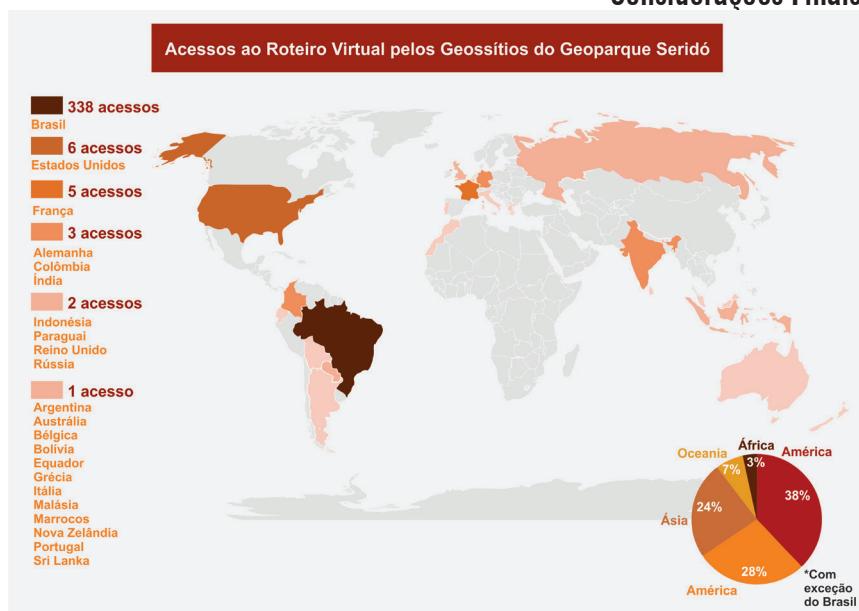 Considerações Finais
Acessos ao Roteiro Virtual pelos Geossítios do Geoparque Seridó
338 acessos
Brasil
6 acessos
Estados Unidos
5 acessos
França
3 acessos
Alemanha
Colômbia
Índia
2 acessos
Indonésia
Paraguai
Reino Unido
Rússia
1 acesso
Argentina
Austrália
Bélgica
Bolívia
Equador
Grécia
Itália
Malásia
Marrocos
Nova Zelândia
Portugal
Sri Lanka
África
3%
Oceania
7%
América
38%
Ásia
24%
28%
América
*Com
exceção
do Brasil